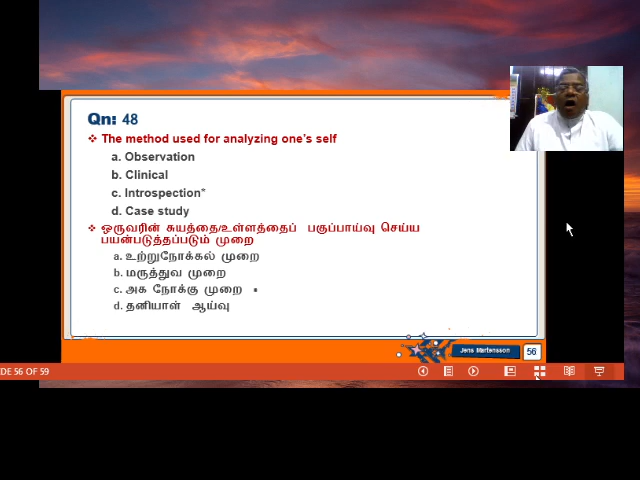 Qn: 48
❖ The method used for analyzing one's self
a. Observation
b. Clinical
c. Introspection*
d. Case study
❖ ஒருவரின் சுயத்தை/உள்ளத்தைப் பகுப்பாய்வு செய்ய
பயன்படுத்தப்படும் முறை
a. உற்றுநோக்கல் முறை
b. மருத்துவ முறை
c. அக நோக்கு முறை *
d. தனியாள் ஆய்வு
Jens Martensson
56
DE 56 OF 59